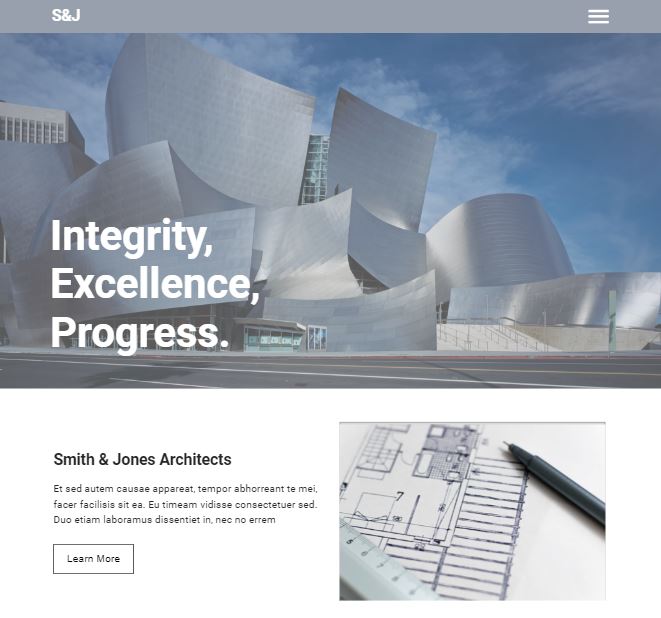 S&J
Integrity,
Excellence,
Progress.
Smith & Jones Architects
Et sed autem causae appareat, tempor abhorreant te mei,
facer facilisis sit ea. Eu timeam vidisse consectetuer sed.
Duo etiam laboramus dissentiet in, nec no errem
Learn More
7